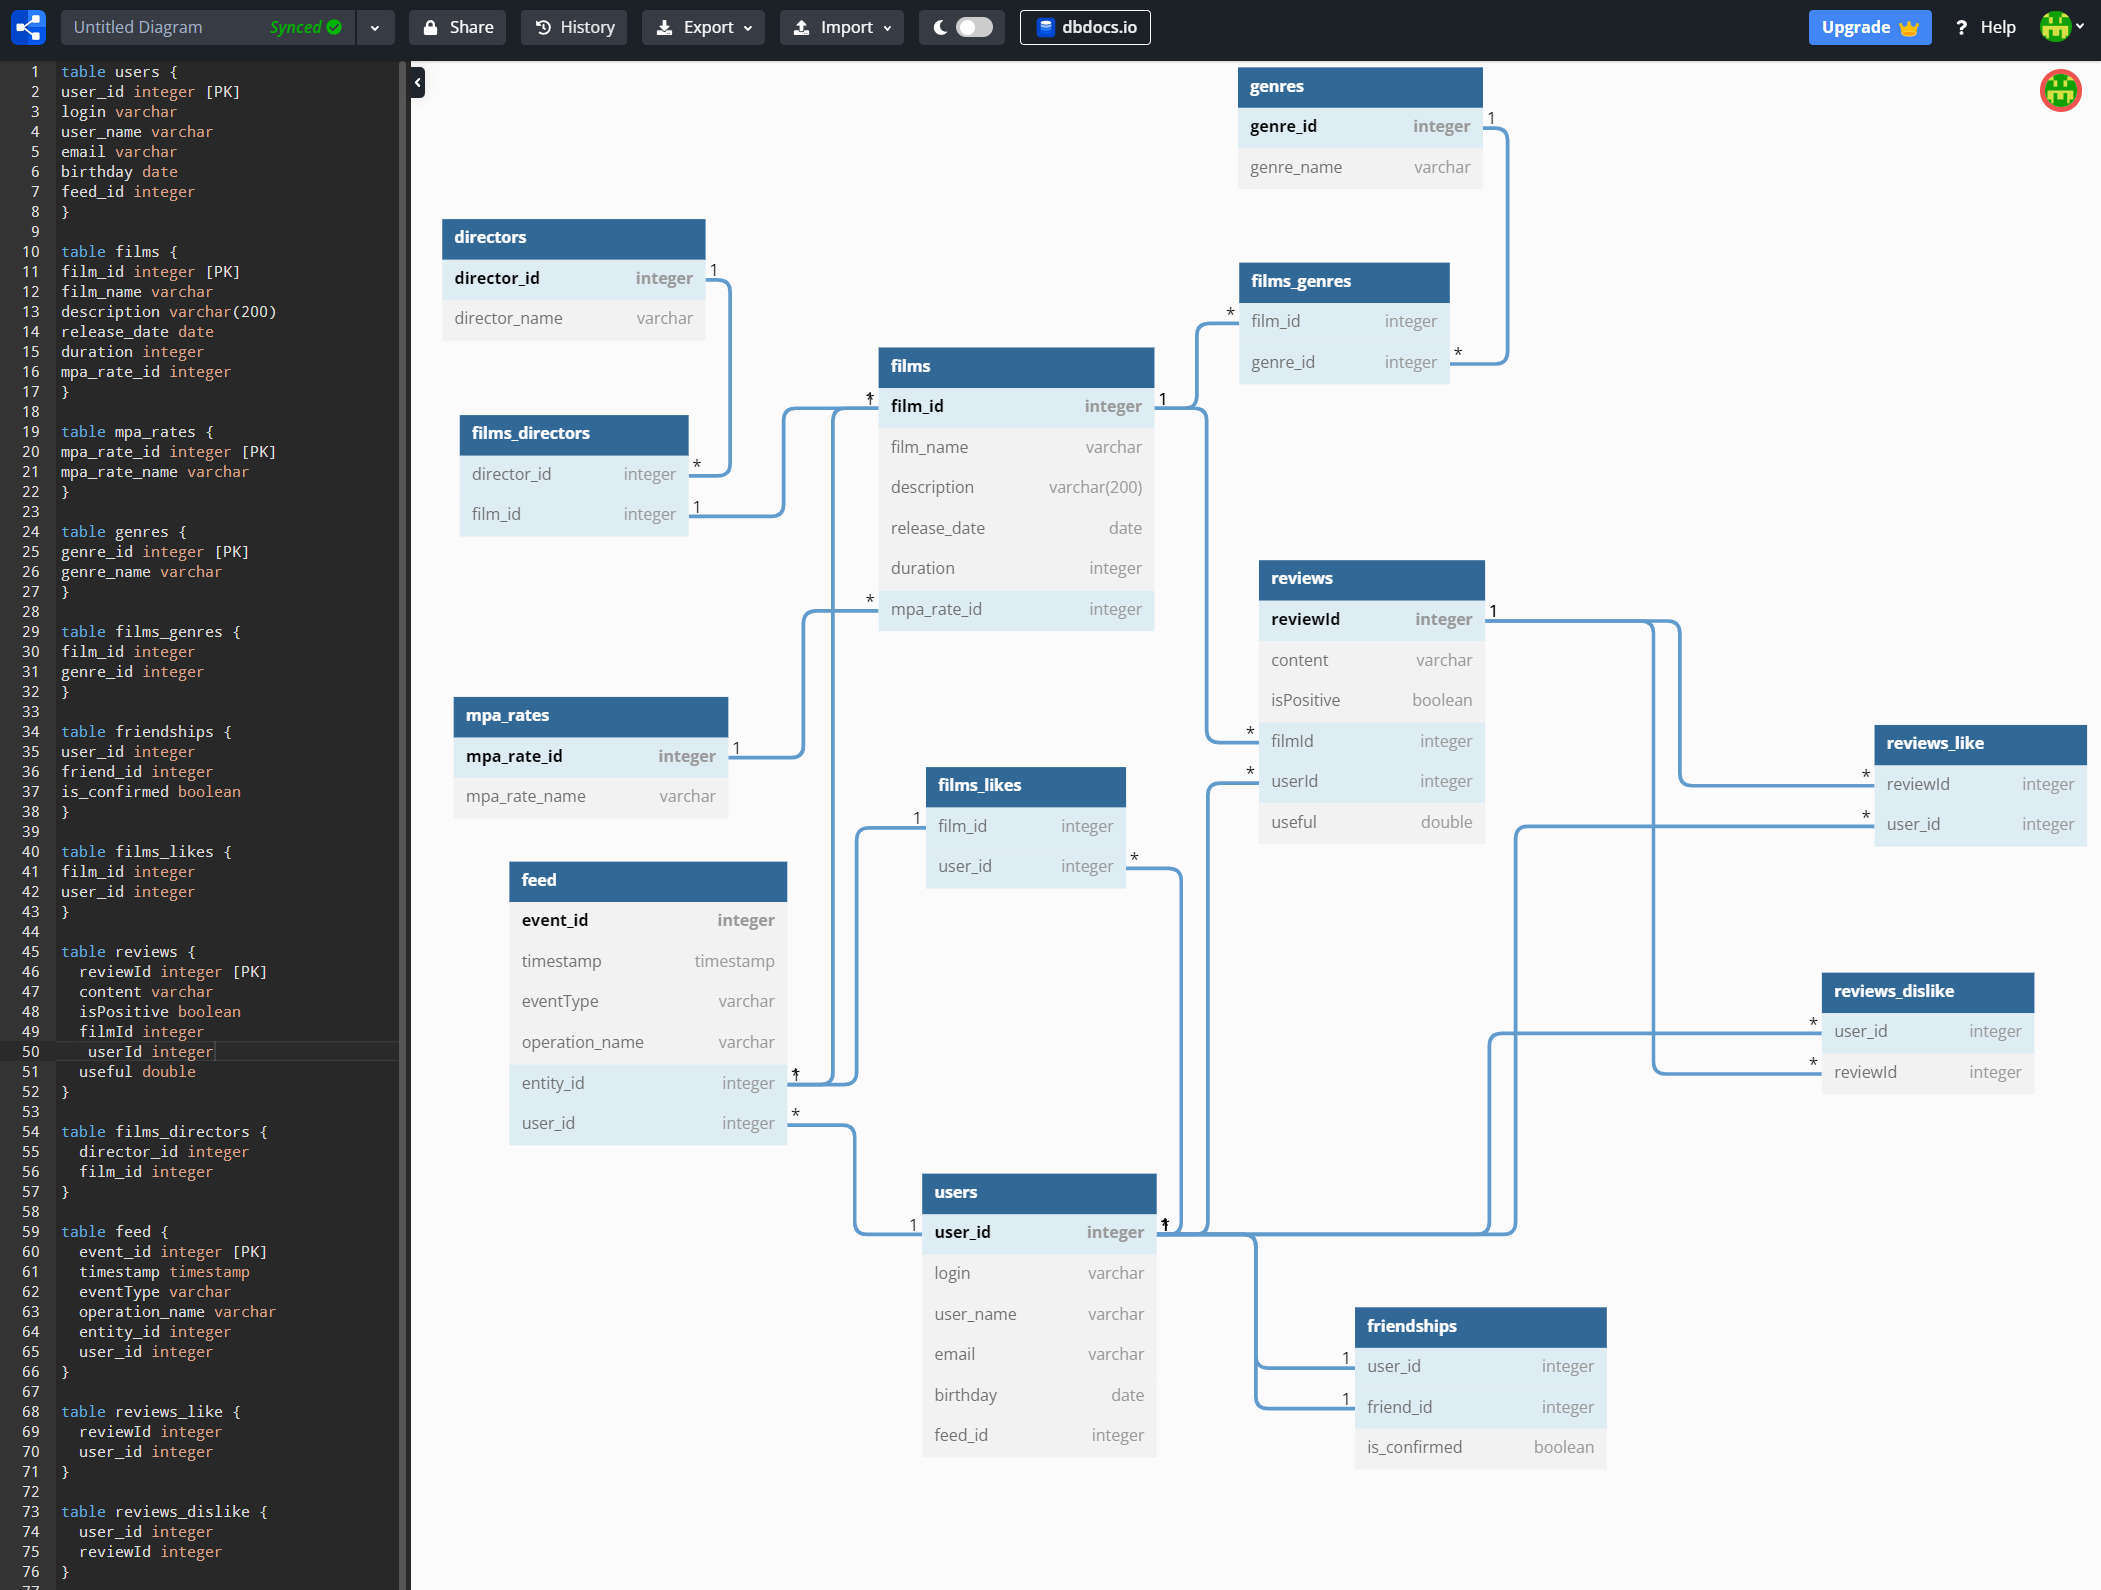 Untitled Diagram Synced Share History Export Import dbdocs.io Upgrade ? Help
1 table users {
2 user_id integer [PK]
3 login varchar
4 user_name varchar
5 email varchar
6 birthday date
7 feed_id integer
8 }
9
10 table films {
11 film_id integer [PK]
12 film_name varchar
13 description varchar(200)
14 release_date date
15 duration integer
16 mpa_rate_id integer
17 }
18
19 table mpa_rates {
20 mpa_rate_id integer [PK]
21 mpa_rate_name varchar
22 }
23
24 table genres {
25 genre_id integer [PK]
26 genre_name varchar
27 }
28
29 table films_genres {
30 film_id integer
31 genre_id integer
32 }
33
34 table friendships {
35 user_id integer
36 friend_id integer
37 is_confirmed boolean
38 }
39
40 table films_likes {
41 film_id integer
42 user_id integer
43 }
44
45 table reviews {
46 reviewId integer [PK]
47 content varchar
48 isPositive boolean
49 filmId integer
50 userId integer
51 useful double
52 }
53
54 table films_directors {
55 director_id integer
56 film_id integer
57 }
58
59 table feed {
60 event_id integer [PK]
61 timestamp timestamp
62 eventType varchar
63 operation_name varchar
64 entity_id integer
65 user_id integer
66 }
67
68 table reviews_like {
69 reviewId integer
70 user_id integer
71 }
72
73 table reviews_dislike {
74 user_id integer
75 reviewId integer
76 }
genres
genre_id integer 1
genre_name varchar
directors
director_id integer 1
director_name varchar
films_genres
* film_id integer
genre_id integer *
films
film_id integer 1
film_name varchar
description varchar(200)
release_date date
duration integer
* mpa_rate_id integer
films_directors
director_id integer *
film_id integer 1
reviews
reviewId integer 1
content varchar
isPositive boolean
* filmId integer
* userId integer
useful double
mpa_rates
mpa_rate_id integer 1
mpa_rate_name varchar
reviews_like
* reviewId integer
* user_id integer
films_likes
1 film_id integer
user_id integer *
feed
event_id integer
timestamp timestamp
eventType varchar
operation_name varchar
entity_id integer
user_id integer *
reviews_dislike
* user_id integer
* reviewId integer
users
1 user_id integer
login varchar
user_name varchar
email varchar
birthday date
feed_id integer
friendships
1 user_id integer
1 friend_id integer
is_confirmed boolean